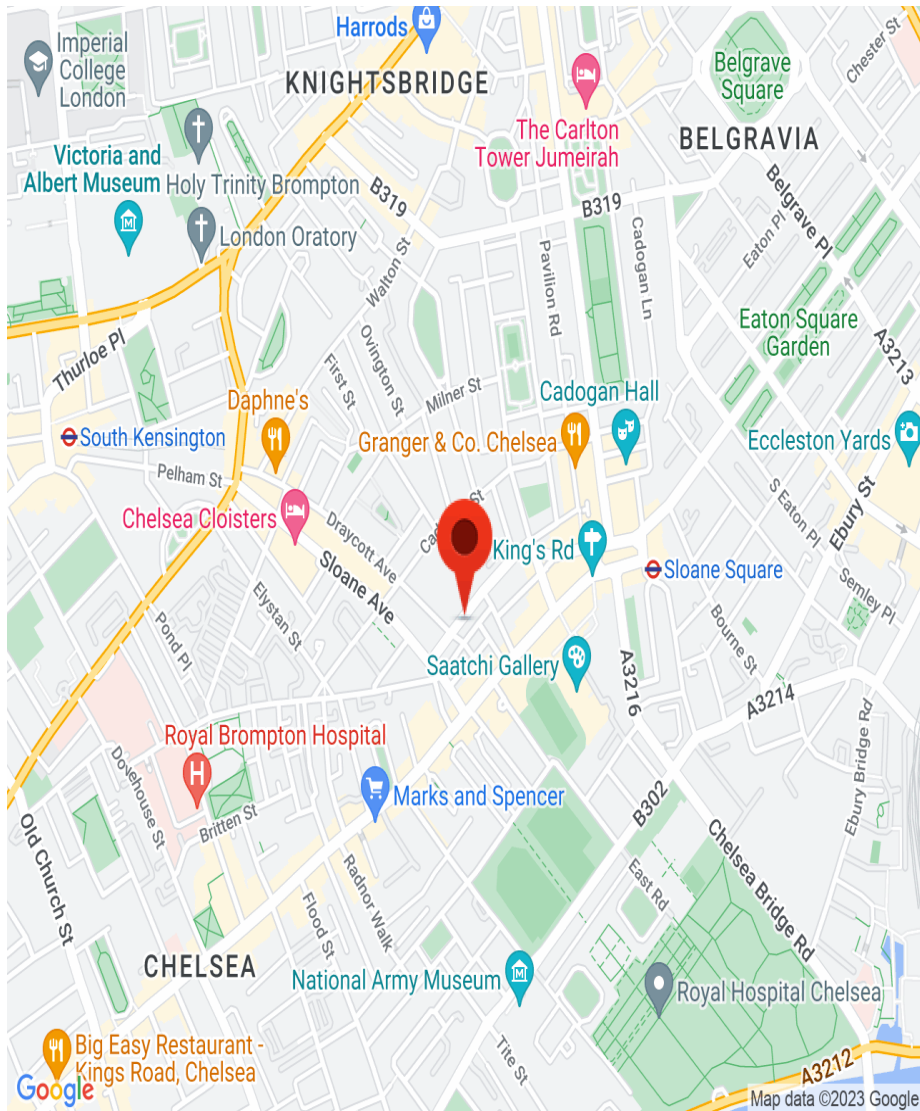 Harrods
Imperial
College
London
KNIGHTSBRIDGE
Belgrave
Square
Chester St
The Carlton
Tower Jumeirah
BELGRAVIA
Victoria and
Albert Museum
Holy Trinity Brompton
B319
B319
Belgrave Pl
London Oratory
Walton St
Pavilion Rd
Cadogan Ln
Eaton Pl
Eaton Square
Garden
A3213
Thurloe Pl
Ovington St
First St
Milner St
Daphne's
Cadogan Hall
South Kensington
Granger & Co. Chelsea
Eccleston Yards
Pelham St
S Eaton Pl
Ebury St
Chelsea Cloisters
Draycott Ave
King's Rd
Sloane Square
Sloane Ave
Semley Pl
Elystan St
Pond Pl
Bourne St
Saatchi Gallery
A3216
A3214
Royal Brompton Hospital
Ebury Bridge Rd
Dovehouse St
Marks and Spencer
B302
Britten St
Old Church St
Chelsea Bridge Rd
Radnor Walk
East Rd
Flood St
CHELSEA
National Army Museum
Royal Hospital Chelsea
Tite St
Big Easy Restaurant -
Kings Road, Chelsea
A3212
Google
Map data ©2023 Google